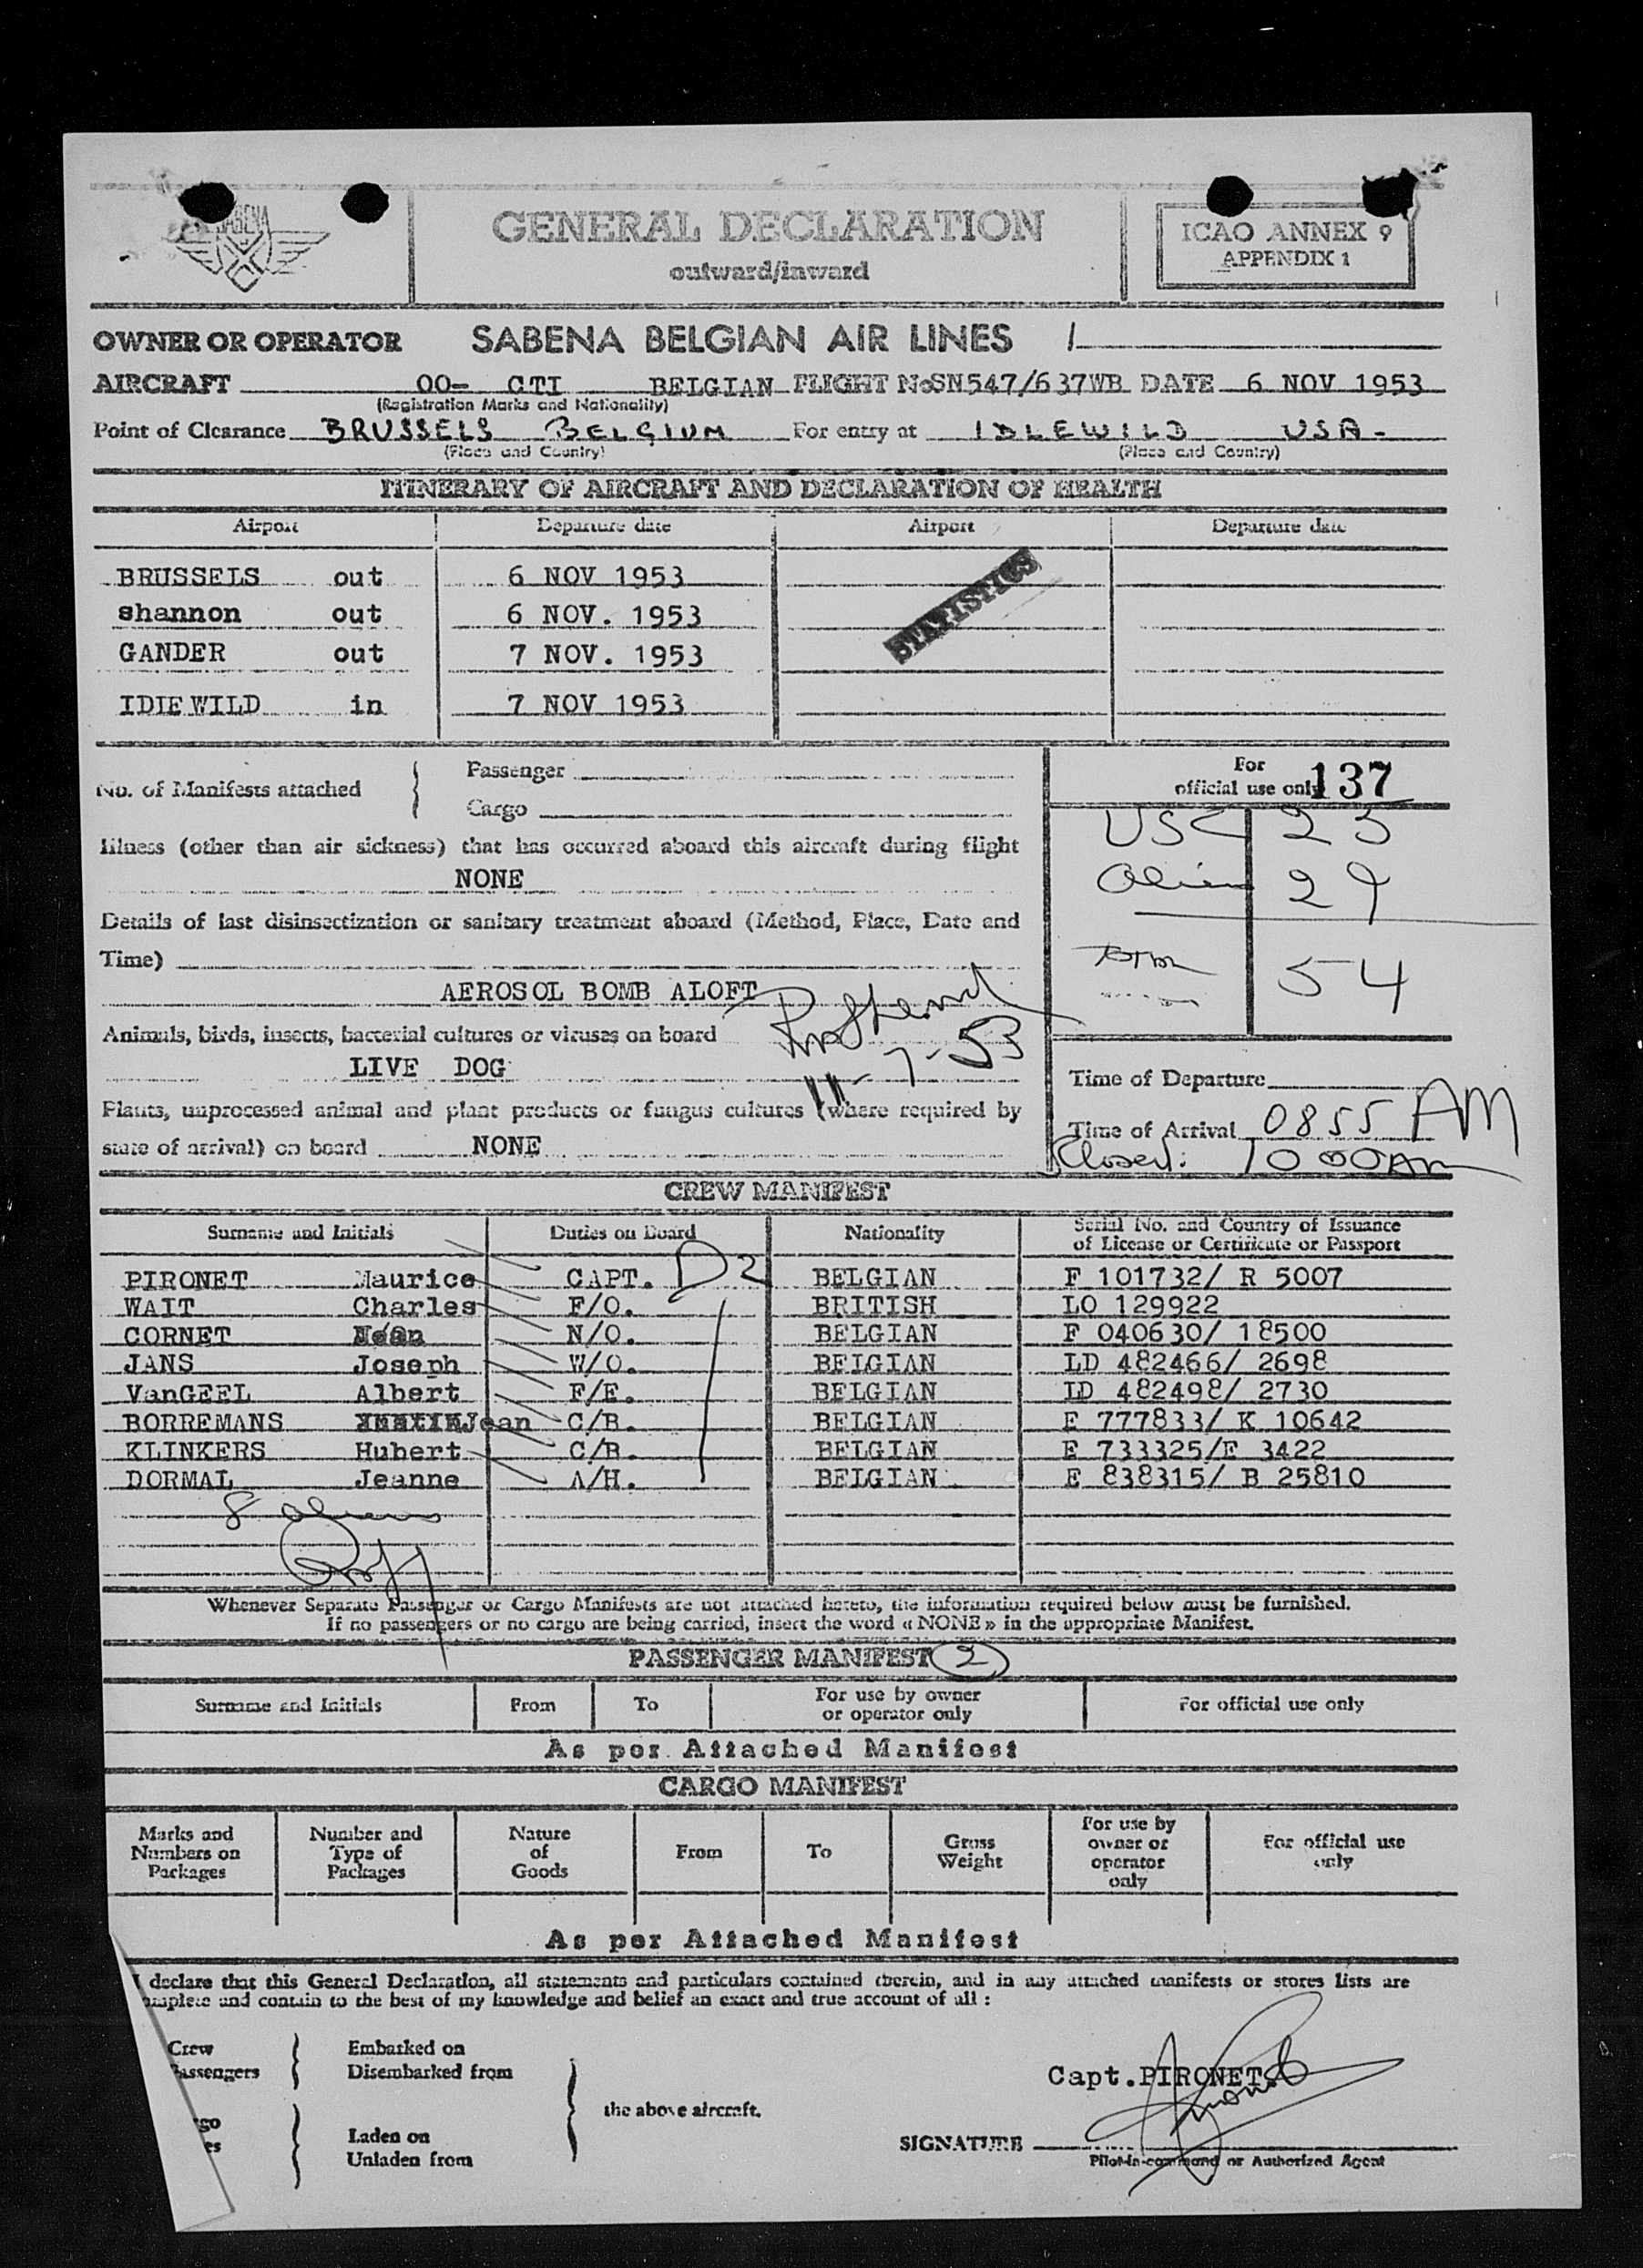 SABENA
GENERAL DECLARATION
outward/inward
ICAO ANNEX 9
APPENDIX 1
OWNER OR OPERATOR SABENA BELGIAN AIR LINES /
AIRCRAFT OO- CTI BELGIAN FLIGHT No SN547/637WB DATE 6 NOV 1953
(Registration Marks and Nationality)
Point of Clearance BRUSSELS BELGIUM For entry at IDLEWILD USA-
(Place and Country) (Place and Country)
ITINERARY OF AIRCRAFT AND DECLARATION OF HEALTH
Airport Departure date Airport Departure date
BRUSSELS out 6 NOV 1953
shannon out 6 NOV. 1953
GANDER out 7 NOV. 1953
IDIEWILD in 7 NOV 1953
STATISTICS
No. of Manifests attached
Passenger
Cargo
For
official use only 137
USC 25
Alien 29
54
Illness (other than air sickness) that has occurred aboard this aircraft during flight
NONE
Details of last disinsectization or sanitary treatment aboard (Method, Place, Date and
Time)
AEROSOL BOMB ALOFT
Animals, birds, insects, bacterial cultures or viruses on board
LIVE DOG
11-7-53
Plants, unprocessed animal and plant products or fungus cultures (where required by
state of arrival) on board NONE
Time of Departure
Time of Arrival 0855 AM
Closed: 1000AM
CREW MANIFEST
Surname and Initials Duties on Board Nationality Serial No. and Country of Issuance
of License or Certificate or Passport
PIRONET Maurice CAPT. D2 BELGIAN F 101732/ R 5007
WAIT Charles F/O. BRITISH LO 129922
CORNET N/O. BELGIAN F 040630/ 18500
JANS Joseph W/O. BELGIAN LD 482466/ 2698
VanGEEL Albert F/E. BELGIAN LD 482498/ 2730
BORREMANS Jean C/B. BELGIAN E 777833/ K 10642
KLINKERS Hubert C/B. BELGIAN E 733325/E 3422
DORMAL Jeanne A/H. BELGIAN E 838315/ B 25810
8 aliens
Whenever Separate Passenger or Cargo Manifests are not attached hereto, the information required below must be furnished.
If no passengers or no cargo are being carried, insert the word « NONE » in the appropriate Manifest.
PASSENGER MANIFEST 2
Surname and Initials From To For use by owner
or operator only For official use only
As per Attached Manifest
CARGO MANIFEST
Marks and
Numbers on
Packages
Number and
Type of
Packages
Nature
of
Goods
From
To
Gross
Weight
For use by
owner or
operator
only
For official use
only
As per Attached Manifest
I declare that this General Declaration, all statements and particulars contained therein, and in any attached manifests or stores lists are
complete and contain to the best of my knowledge and belief an exact and true account of all :
Crew
Passengers
Embarked on
Disembarked from
go
es
Laden on
Unladen from
the above aircraft.
Capt.PIRONET
SIGNATURE
Pilot-in-command or Authorized Agent